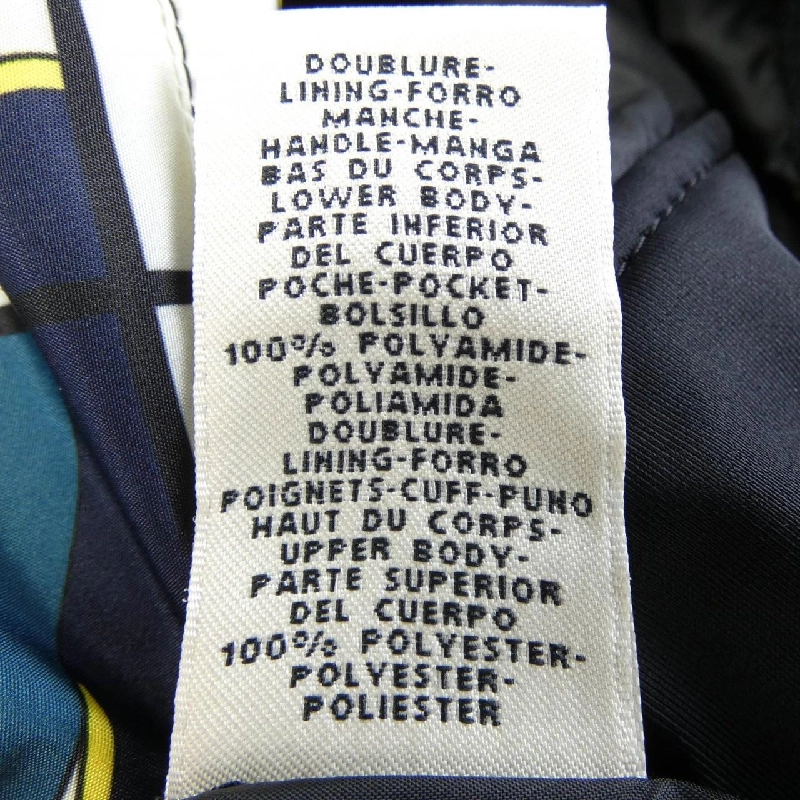 DOUBLURE-
LINING-FORRO
MANCHE-
HANDLE-MANGA
BAS DU CORPS-
LOWER BODY-
PARTE INFERIOR
DEL CUERPO
POCHE-POCKET-
BOLSILLO
100% POLYAMIDE-
POLYAMIDE-
POLIAMIDA
DOUBLURE-
LINING-FORRO
POIGNETS-CUFF-PUNO
HAUT DU CORPS-
UPPER BODY-
PARTE SUPERIOR
DEL CUERPO
100% POLYESTER-
POLYESTER-
POLIESTER